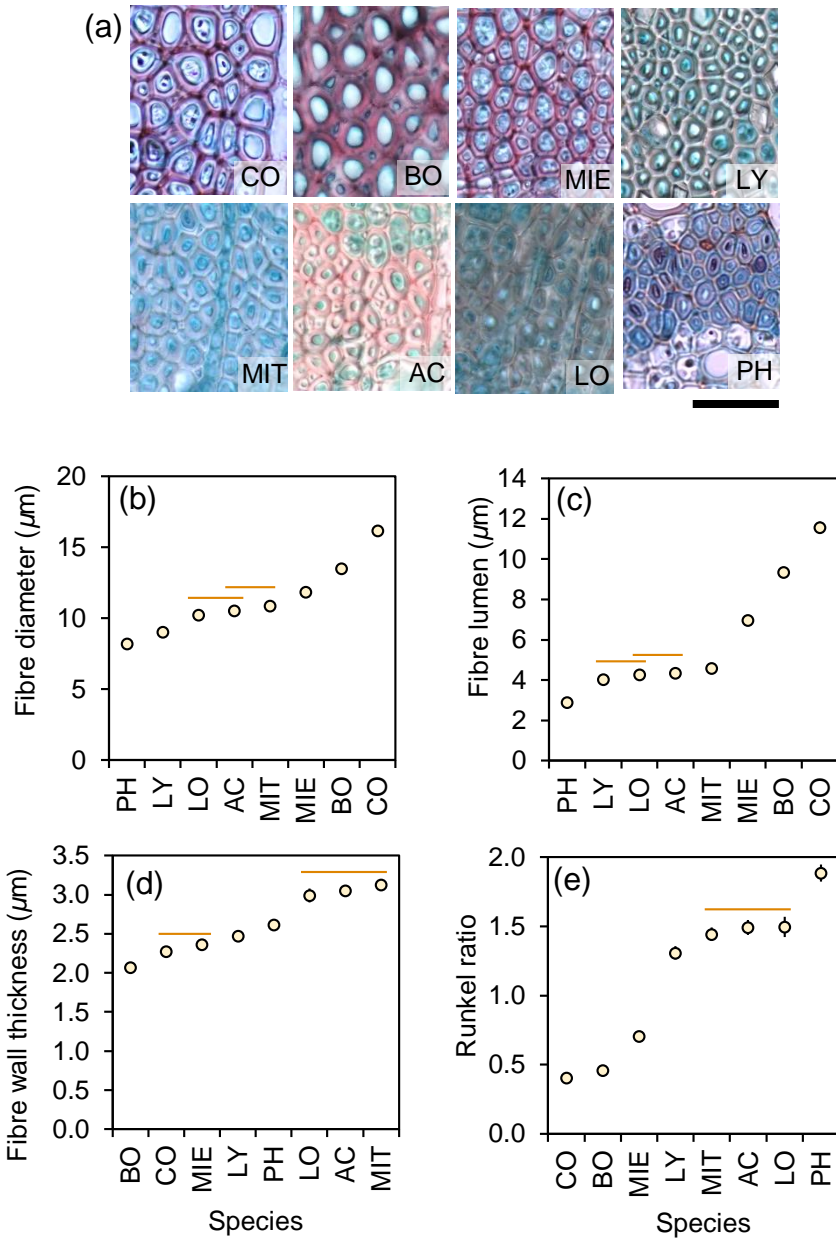 (a)
CO
BO
MIE
LY
MIT
AC
LO
PH
(b)
Fibre diameter (µm)
20
15
10
5
0
PH
LY
LO
AC
MIT
MIE
BO
CO
(c)
Fibre lumen (µm)
14
12
10
8
6
4
2
0
PH
LY
LO
AC
MIT
MIE
BO
CO
(d)
Fibre wall thickness (µm)
3.5
3.0
2.5
2.0
1.5
1.0
0.5
0.0
BO
CO
MIE
LY
PH
LO
AC
MIT
Species
(e)
Runkel ratio
2.0
1.5
1.0
0.5
0.0
CO
BO
MIE
LY
MIT
AC
LO
PH
Species